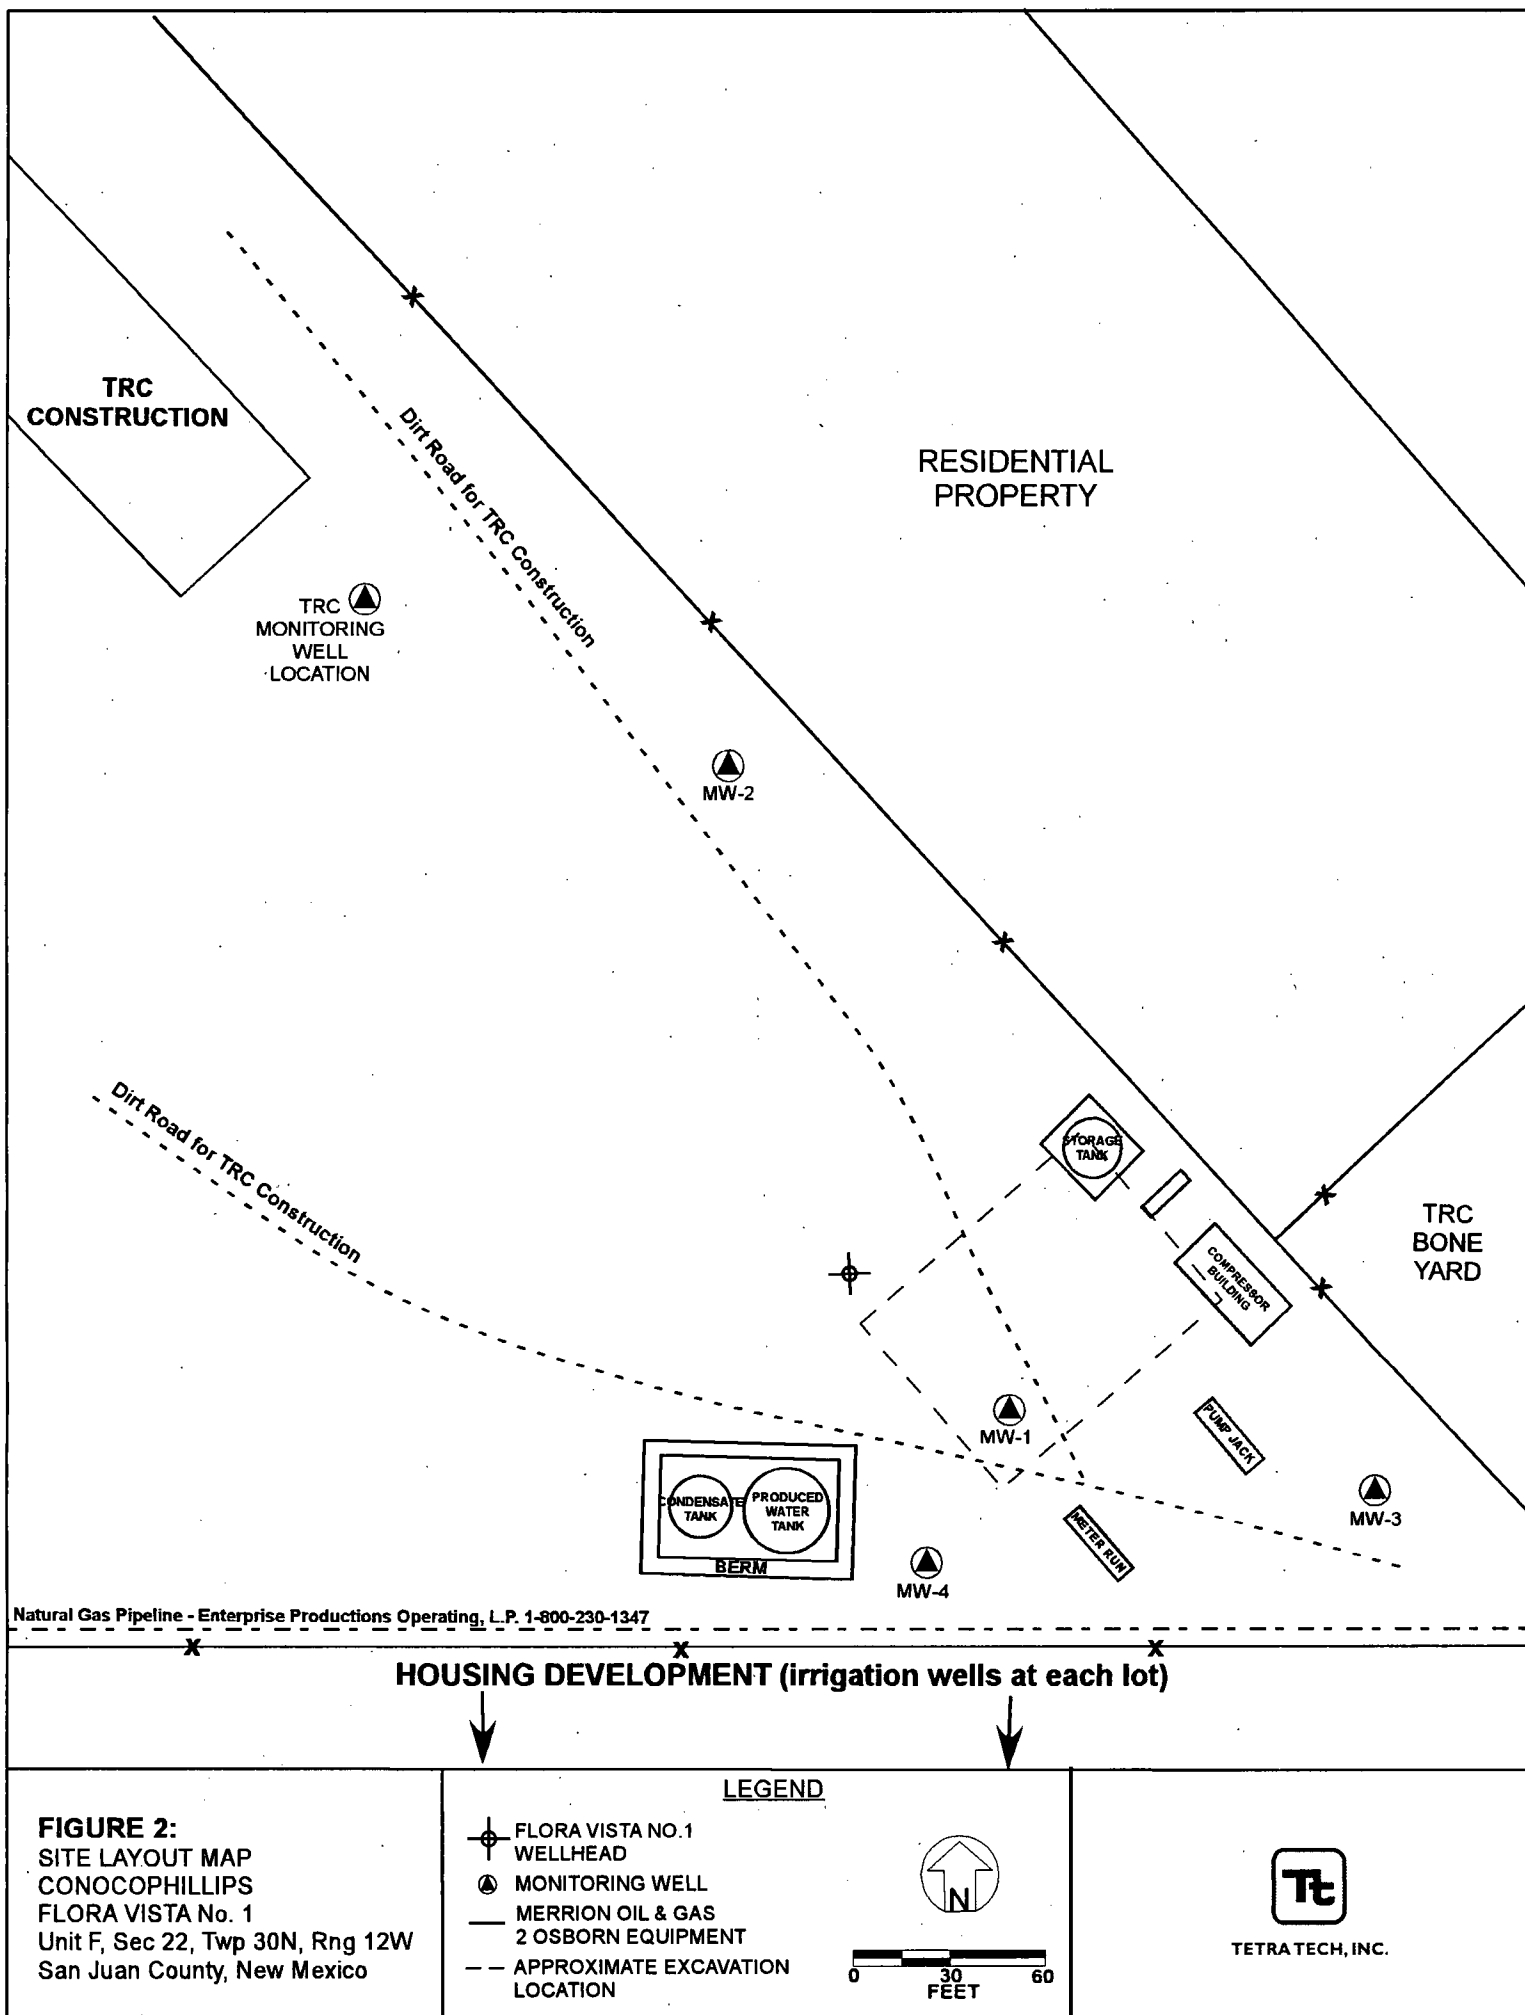 TRC
CONSTRUCTION
Dirt Road for TRC Construction
RESIDENTIAL
PROPERTY
TRC
MONITORING
WELL
LOCATION
MW-2
Dirt Road for TRC Construction
STORAGE
TANK
COMPRESSOR
BUILDING
TRC
BONE
YARD
MW-1
PUMP JACK
CONDENSATE
TANK
PRODUCED
WATER
TANK
BERM
METER RUN
MW-3
MW-4
Natural Gas Pipeline - Enterprise Productions Operating, L.P. 1-800-230-1347
HOUSING DEVELOPMENT (irrigation wells at each lot)
FIGURE 2:
SITE LAYOUT MAP
CONOCOPHILLIPS
FLORA VISTA No. 1
Unit F, Sec 22, Twp 30N, Rng 12W
San Juan County, New Mexico
LEGEND
FLORA VISTA NO.1
WELLHEAD
MONITORING WELL
MERRION OIL & GAS
2 OSBORN EQUIPMENT
APPROXIMATE EXCAVATION
LOCATION
N
0 30 60
FEET
Tt
TETRA TECH, INC.